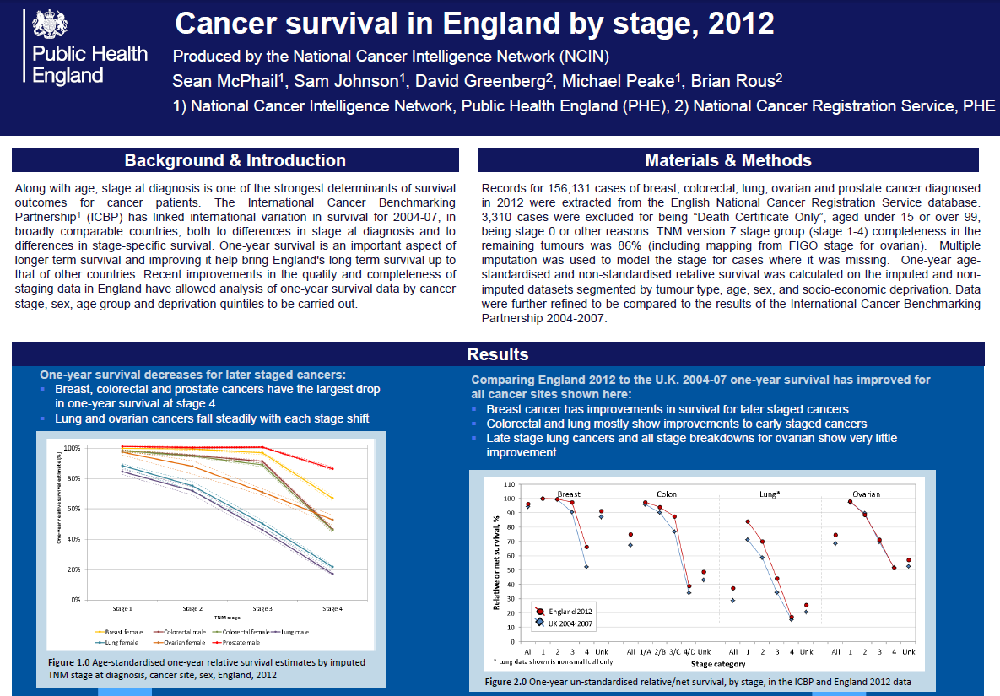 Public Health
England
Cancer survival in England by stage, 2012
Produced by the National Cancer Intelligence Network (NCIN)
Sean McPhail¹, Sam Johnson¹, David Greenberg², Michael Peake¹, Brian Rous²
1) National Cancer Intelligence Network, Public Health England (PHE), 2) National Cancer Registration Service, PHE
Background & Introduction
Along with age, stage at diagnosis is one of the strongest determinants of survival
outcomes for cancer patients. The International Cancer Benchmarking
Partnership¹ (ICBP) has linked international variation in survival for 2004-07, in
broadly comparable countries, both to differences in stage at diagnosis and to
differences in stage-specific survival. One-year survival is an important aspect of
longer term survival and improving it help bring England's long term survival up to
that of other countries. Recent improvements in the quality and completeness of
staging data in England have allowed analysis of one-year survival data by cancer
stage, sex, age group and deprivation quintiles to be carried out.
Materials & Methods
Records for 156,131 cases of breast, colorectal, lung, ovarian and prostate cancer diagnosed
in 2012 were extracted from the English National Cancer Registration Service database.
3,310 cases were excluded for being “Death Certificate Only”, aged under 15 or over 99,
being stage 0 or other reasons. TNM version 7 stage group (stage 1-4) completeness in the
remaining tumours was 86% (including mapping from FIGO stage for ovarian). Multiple
imputation was used to model the stage for cases where it was missing. One-year age-
standardised and non-standardised relative survival was calculated on the imputed and non-
imputed datasets segmented by tumour type, age, sex, and socio-economic deprivation. Data
were further refined to be compared to the results of the International Cancer Benchmarking
Partnership 2004-2007.
Results
One-year survival decreases for later staged cancers:
▪ Breast, colorectal and prostate cancers have the largest drop
in one-year survival at stage 4
▪ Lung and ovarian cancers fall steadily with each stage shift
One-year relative survival estimate (%)
100%
80%
60%
40%
20%
0%
Stage 1 Stage 2 Stage 3 Stage 4
TNM stage
Breast female Colorectal male Colorectal female Lung male
Lung female Ovarian female Prostate male
Figure 1.0 Age-standardised one-year relative survival estimates by imputed
TNM stage at diagnosis, cancer site, sex, England, 2012
Comparing England 2012 to the U.K. 2004-07 one-year survival has improved for
all cancer sites shown here:
▪ Breast cancer has improvements in survival for later staged cancers
▪ Colorectal and lung mostly show improvements to early staged cancers
▪ Late stage lung cancers and all stage breakdowns for ovarian show very little
improvement
Relative or net survival, %
110
100
90
80
70
60
50
40
30
20
10
0
Breast Colon Lung* Ovarian
England 2012
UK 2004-2007
All 1 2 3 4 Unk All 1/A 2/B 3/C 4/D Unk All 1 2 3 4 Unk All 1 2 3 4 Unk
* Lung data shown is non-small cell only
Stage category
Figure 2.0 One-year un-standardised relative/net survival, by stage, in the ICBP and England 2012 data